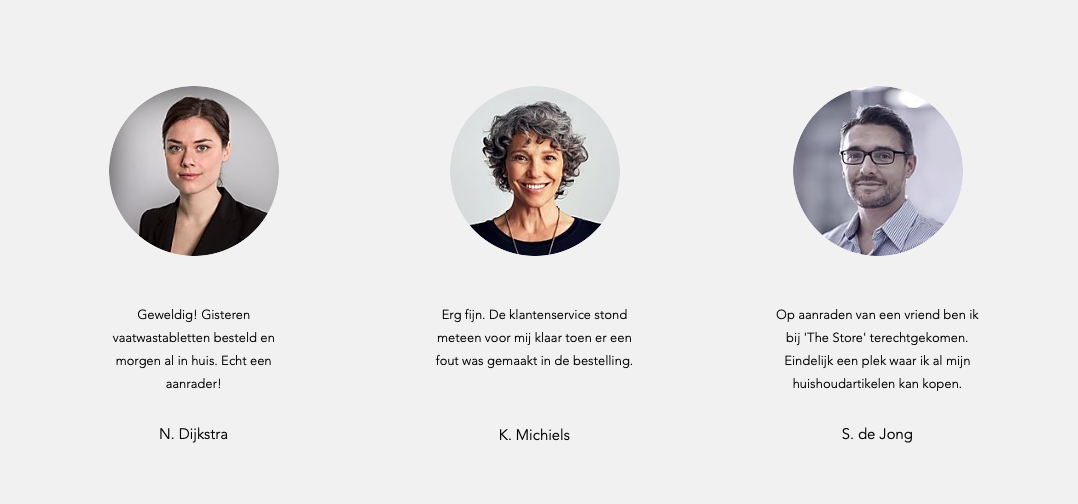 Geweldig! Gisteren
vaatwastabletten besteld en
morgen al in huis. Echt een
aanrader!
N. Dijkstra
Erg fijn. De klantenservice stond
meteen voor mij klaar toen er een
fout was gemaakt in de bestelling.
K. Michiels
Op aanraden van een vriend ben ik
bij 'The Store' terechtgekomen.
Eindelijk een plek waar ik al mijn
huishoudartikelen kan kopen.
S. de Jong